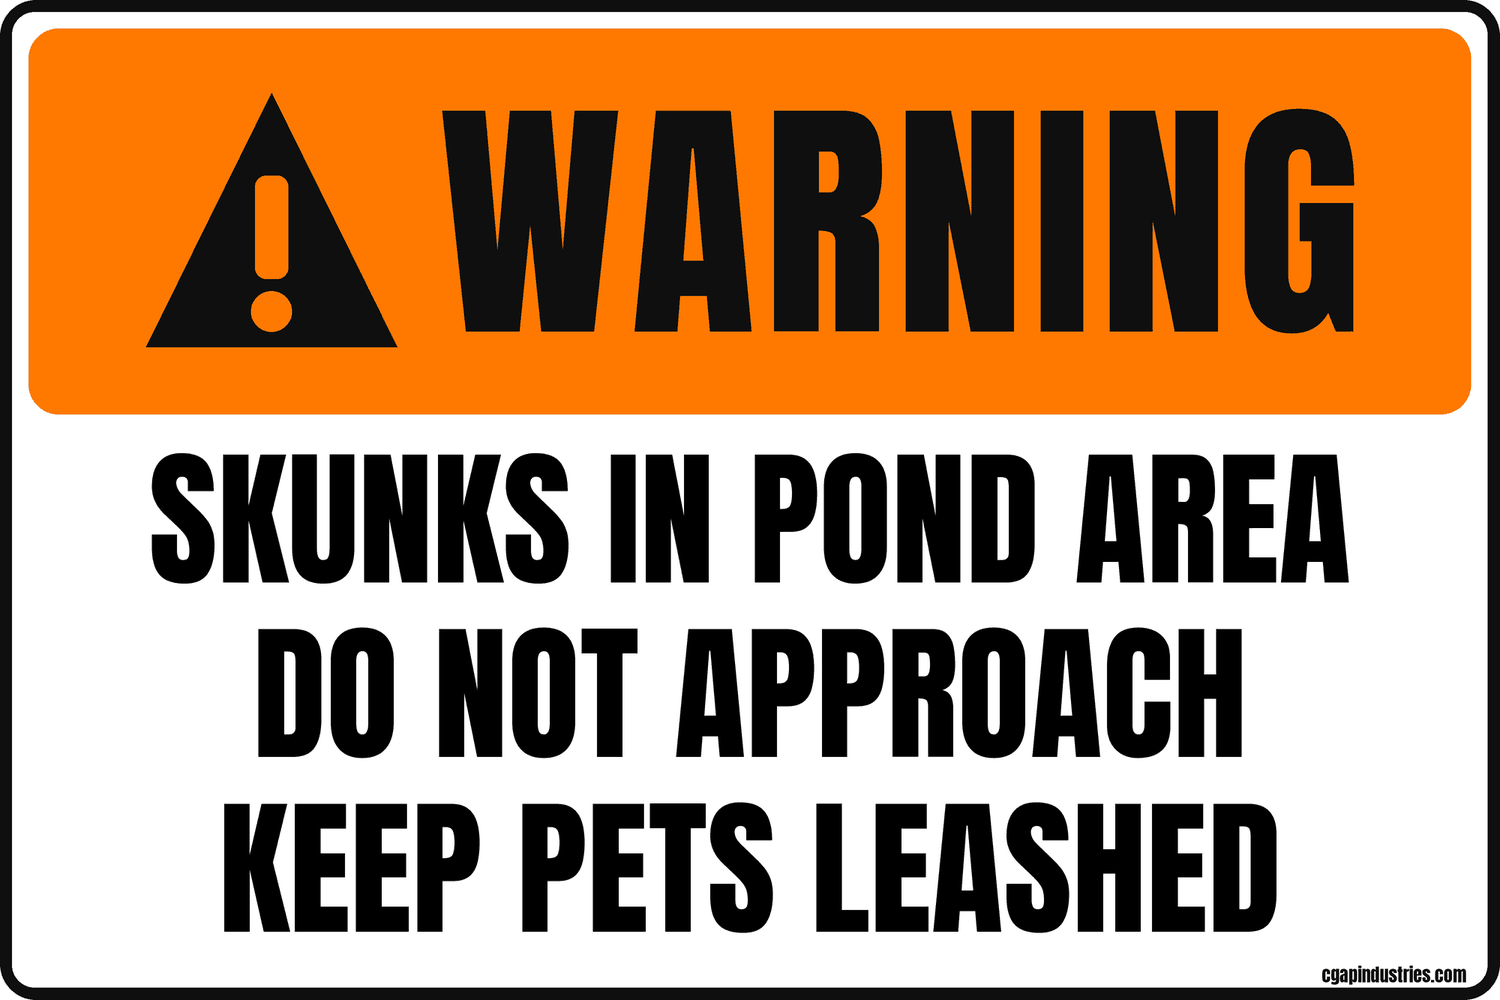 WARNING
SKUNKS IN POND AREA
DO NOT APPROACH
KEEP PETS LEASHED
cgapindustries.com